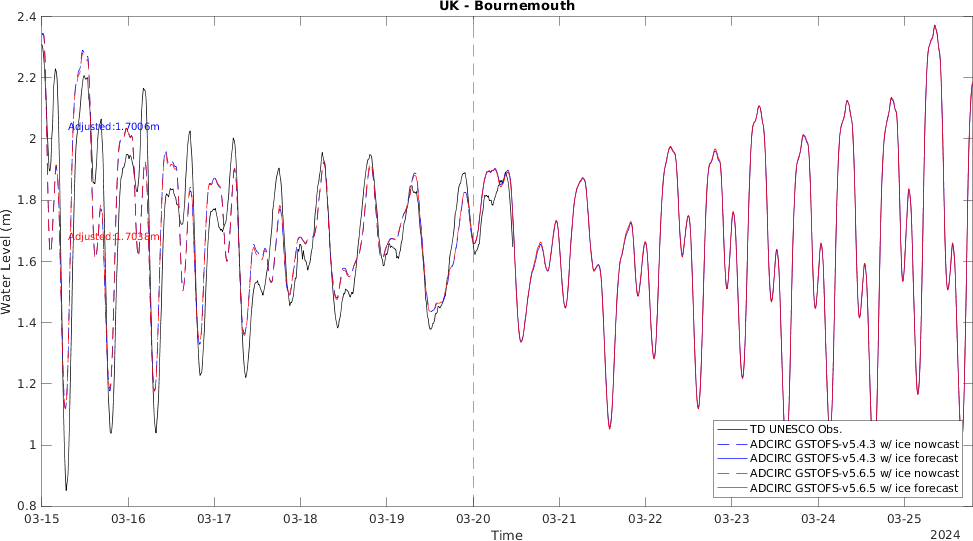 UK - Bournemouth
2.4
2.2
2
1.8
1.6
1.4
1.2
1
0.8
Water Level (m)
Adjusted:1.7006m
Adjusted:1.7038m
TD UNESCO Obs.
ADCIRC GSTOFS-v5.4.3 w/ ice nowcast
ADCIRC GSTOFS-v5.4.3 w/ ice forecast
ADCIRC GSTOFS-v5.6.5 w/ ice nowcast
ADCIRC GSTOFS-v5.6.5 w/ ice forecast
03-15 03-16 03-17 03-18 03-19 03-20 03-21 03-22 03-23 03-24 03-25
Time
2024